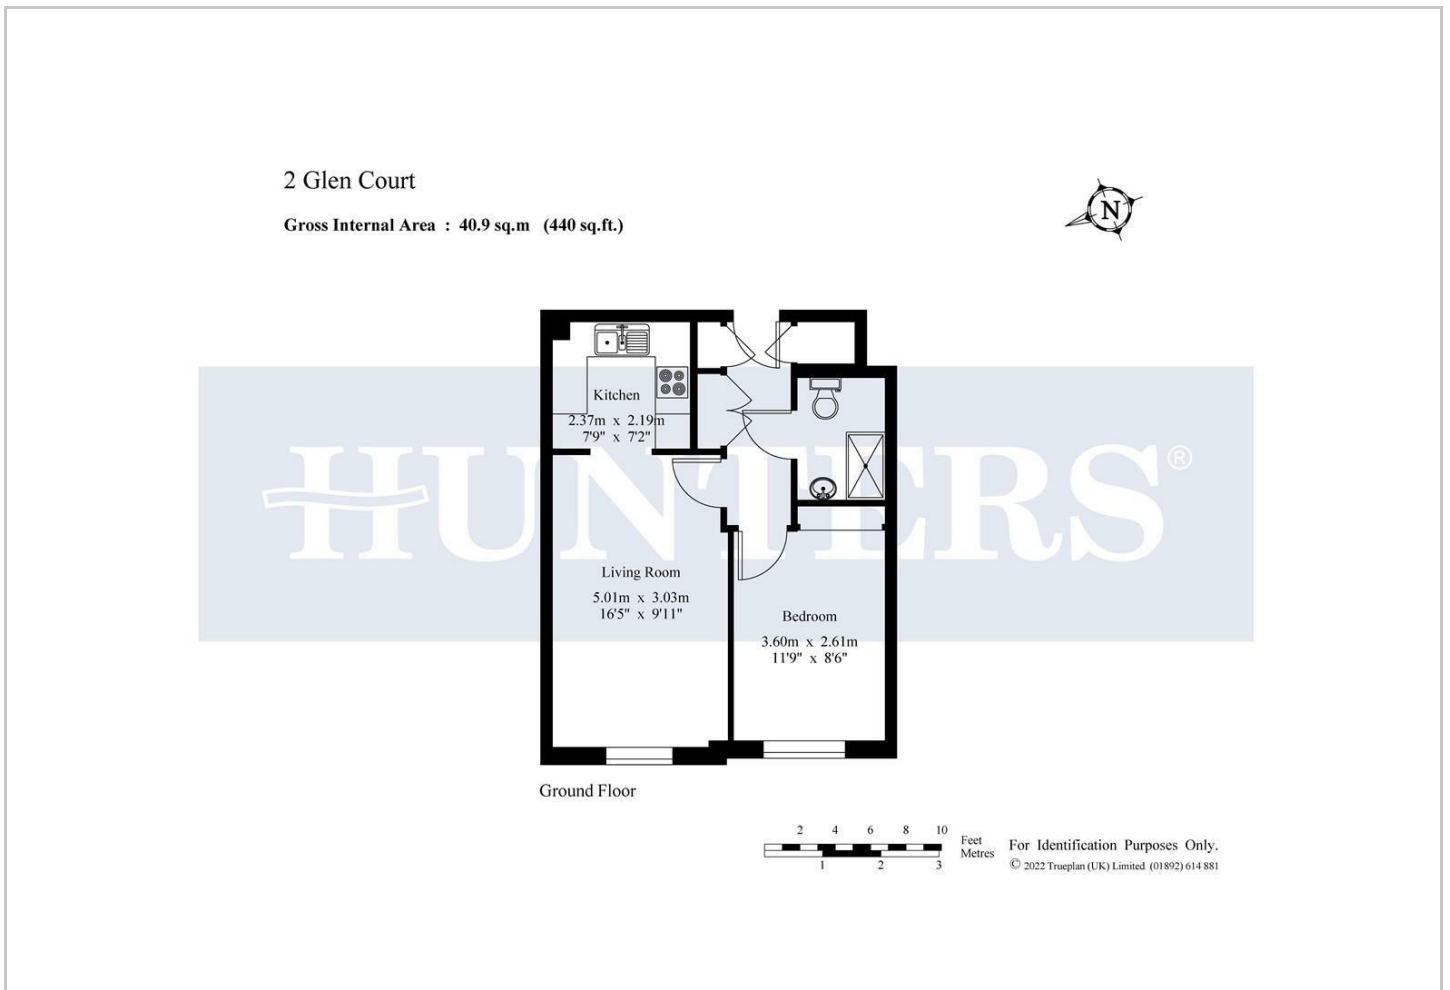 2 Glen Court
Gross Internal Area : 40.9 sq.m (440 sq.ft.)
N
Kitchen
2.37m x 2.19m
7'9" x 7'2"
HUNTERS®
Living Room
5.01m x 3.03m
16'5" x 9'11"
Bedroom
3.60m x 2.61m
11'9" x 8'6"
Ground Floor
2 4 6 8 10 Feet
1 2 3 Metres
For Identification Purposes Only.
© 2022 Trueplan (UK) Limited (01892) 614 881